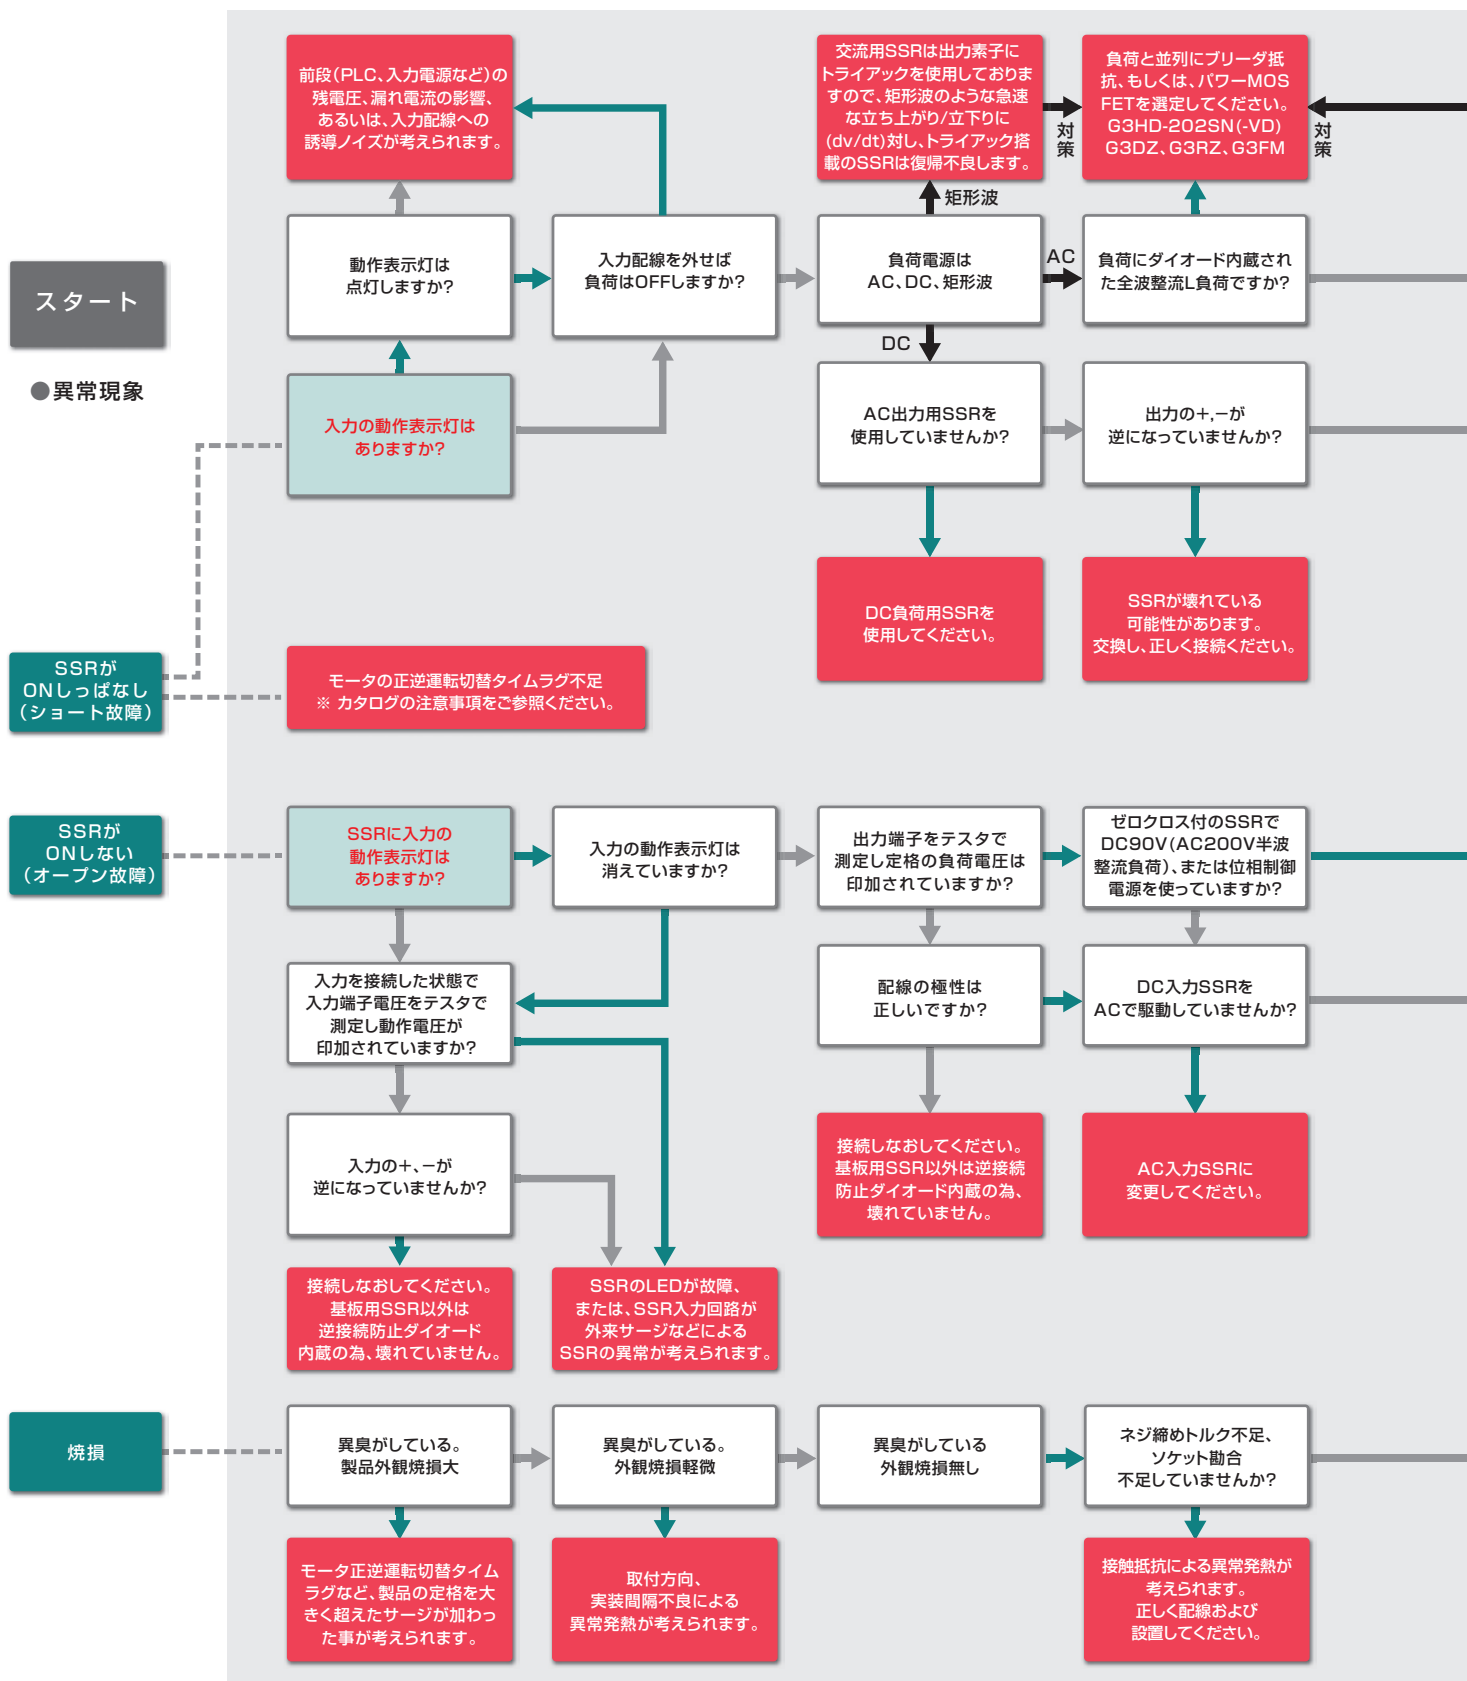 スタート
●異常現象
前段(PLC、入力電源など)の
残電圧、漏れ電流の影響、
あるいは、入力配線への
誘導ノイズが考えられます。
交流用SSRは出力素子に
トライアックを使用しておりま
すので、矩形波のような急速
な立ち上がり/立下りに
(dv/dt)対し、トライアック搭
載のSSRは復帰不良します。
対策
負荷と並列にブリーダ抵
抗、もしくは、パワーMOS
FETを選定してください。
G3HD-202SN(-VD)
G3DZ、G3RZ、G3FM
対策
矩形波
動作表示灯は
点灯しますか?
入力配線を外せば
負荷はOFFしますか?
負荷電源は
AC、DC、矩形波
AC
負荷にダイオード内蔵され
た全波整流L負荷ですか?
DC
入力の動作表示灯は
ありますか?
AC出力用SSRを
使用していませんか?
出力の+,−が
逆になっていませんか?
DC負荷用SSRを
使用してください。
SSRが壊れている
可能性があります。
交換し、正しく接続ください。
SSRが
ONしっぱなし
(ショート故障)
モータの正逆運転切替タイムラグ不足
※ カタログの注意事項をご参照ください。
SSRが
ONしない
(オープン故障)
SSRに入力の
動作表示灯は
ありますか?
入力の動作表示灯は
消えていますか?
出力端子をテスタで
測定し定格の負荷電圧は
印加されていますか?
ゼロクロス付のSSRで
DC90V(AC200V半波
整流負荷)、または位相制御
電源を使っていますか?
入力を接続した状態で
入力端子電圧をテスタで
測定し動作電圧が
印加されていますか?
配線の極性は
正しいですか?
DC入力SSRを
ACで駆動していませんか?
入力の+、−が
逆になっていませんか?
接続しなおしてください。
基板用SSR以外は逆接続
防止ダイオード内蔵の為、
壊れていません。
AC入力SSRに
変更してください。
接続しなおしてください。
基板用SSR以外は
逆接続防止ダイオード
内蔵の為、壊れていません。
SSRのLEDが故障、
または、SSR入力回路が
外来サージなどによる
SSRの異常が考えられます。
焼損
異臭がしている。
製品外観焼損大
異臭がしている。
外観焼損軽微
異臭がしている
外観焼損無し
ネジ締めトルク不足、
ソケット勘合
不足していませんか?
モータ正逆運転切替タイム
ラグなど、製品の定格を大
きく超えたサージが加わっ
た事が考えられます。
取付方向、
実装間隔不良による
異常発熱が考えられます。
接触抵抗による異常発熱が
考えられます。
正しく配線および
設置してください。